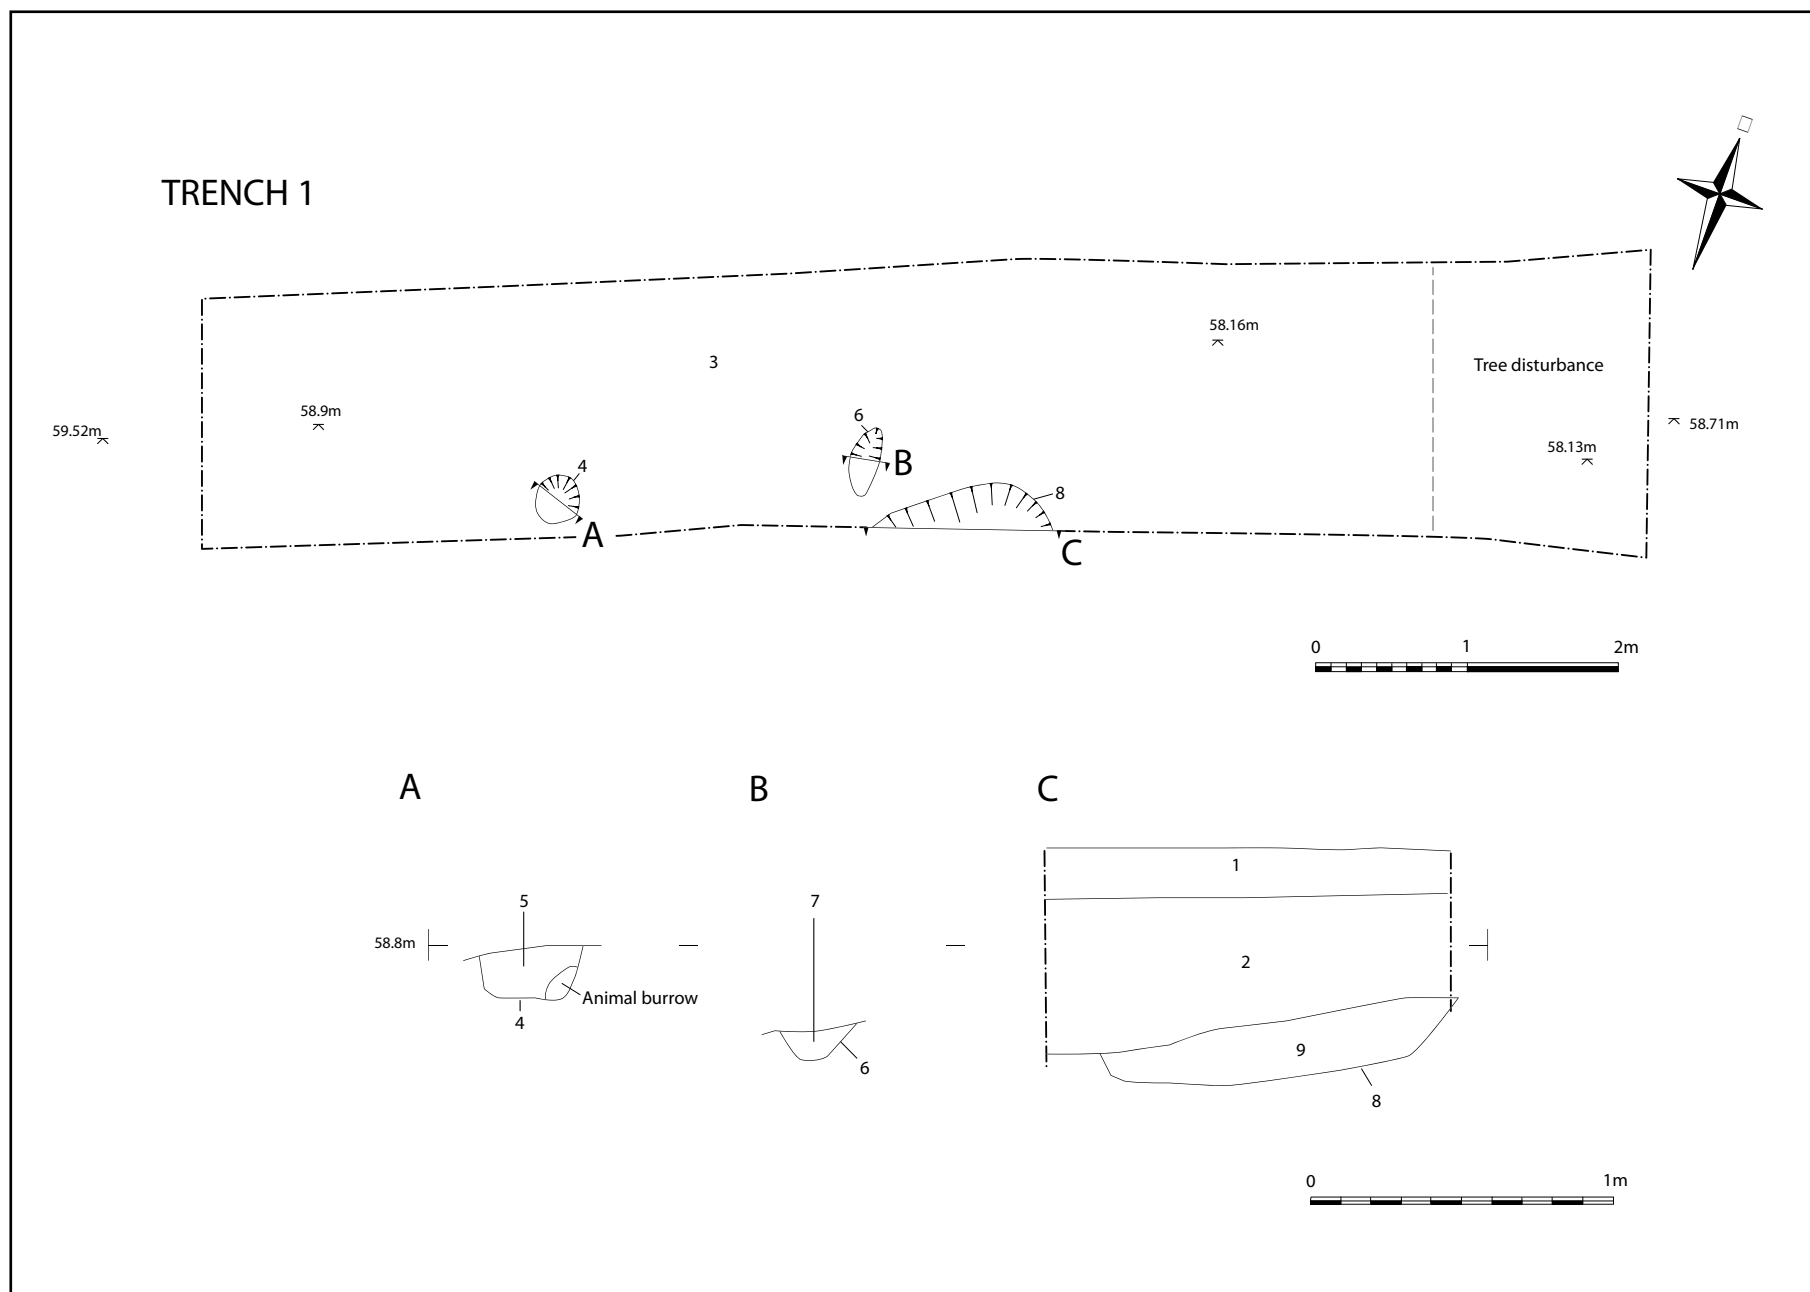 TRENCH 1
58.16m
3
Tree disturbance
58.9m
6
59.52m
58.71m
58.13m
B
4
8
A
C
0 1 2m
A B C
1
5 7
58.8m
2
Animal burrow
4
9
6
8
0 1m